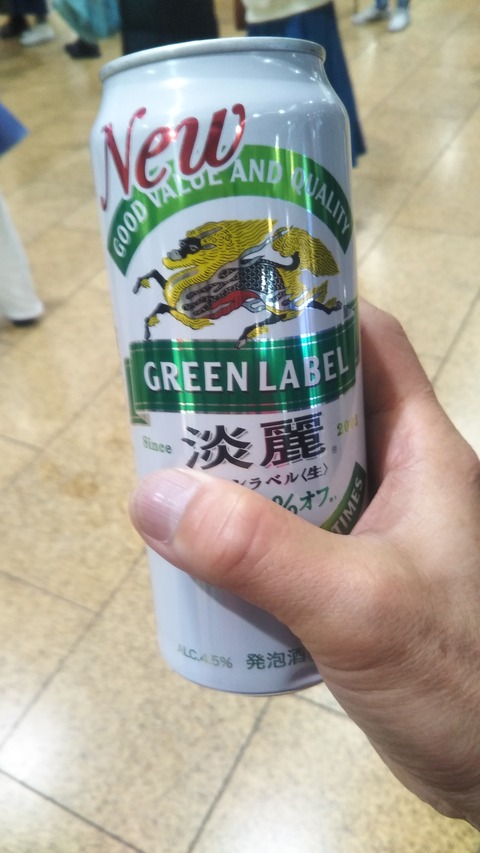 New
GOOD VALUE AND QUALITY
GREEN LABEL
Since
淡麗
ラベル〈生〉
%オフ
TIMES
ALC.4.5% 発泡酒